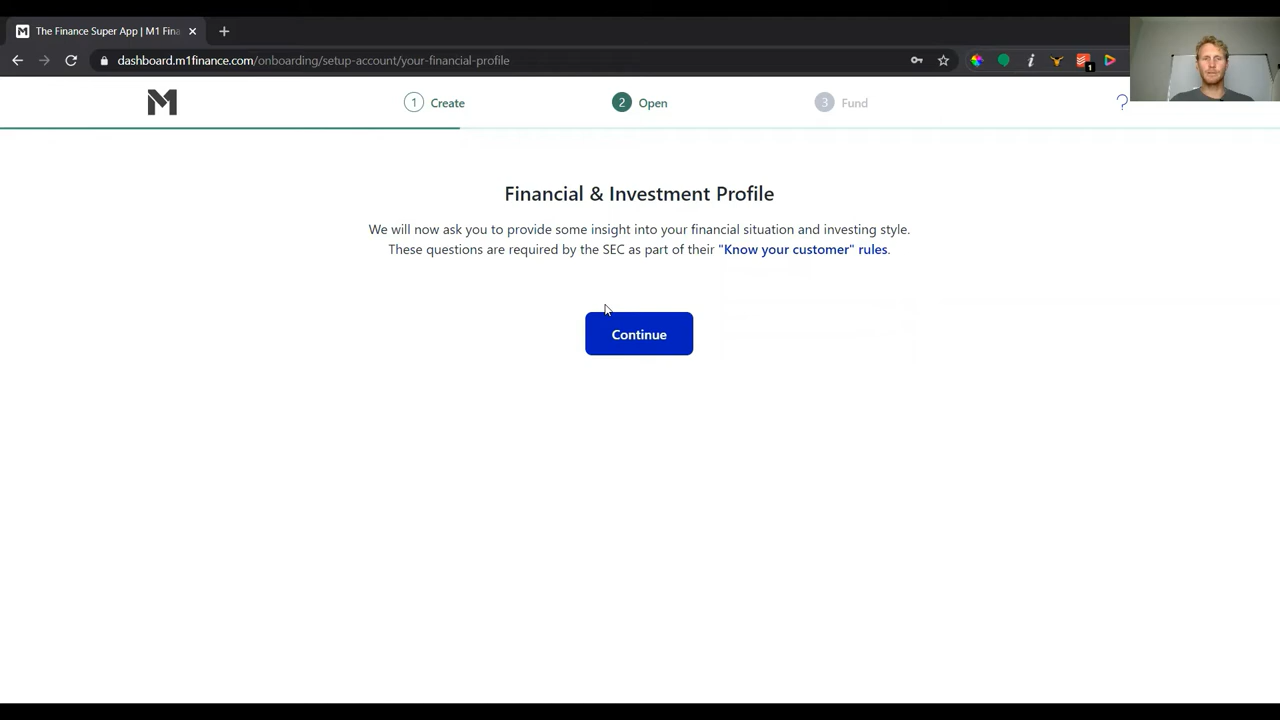 The Finance Super App | M1 Fina
dashboard.m1finance.com/onboarding/setup-account/your-financial-profile
1
M
1 Create
2 Open
3 Fund
?
Financial & Investment Profile
We will now ask you to provide some insight into your financial situation and investing style.
These questions are required by the SEC as part of their "Know your customer" rules.
Continue